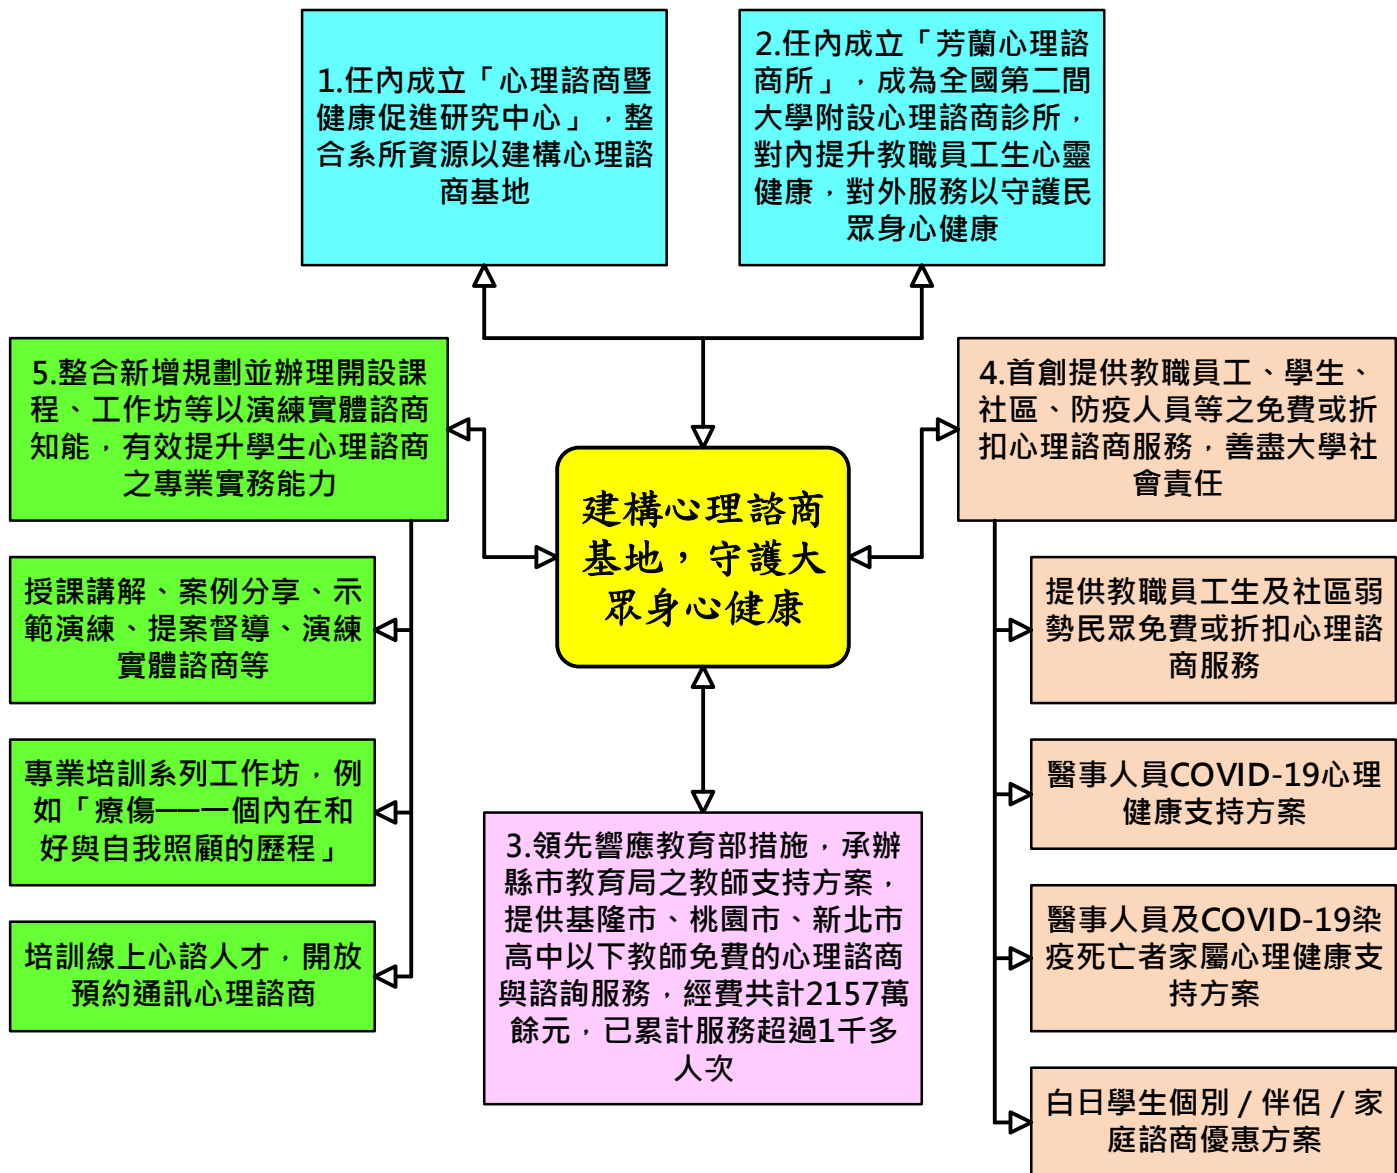 1.任內成立「心理諮商暨
健康促進研究中心」，整
合系所資源以建構心理諮
商基地
2.任內成立「芳蘭心理諮
商所」，成為全國第二間
大學附設心理諮商診所，
對內提升教職員工生心靈
健康，對外服務以守護民
眾身心健康
5.整合新增規劃並辦理開設課
程、工作坊等以演練實體諮商
知能，有效提升學生心理諮商
之專業實務能力
4.首創提供教職員工、學生、
社區、防疫人員等之免費或折
扣心理諮商服務，善盡大學社
會責任
建構心理諮商
基地，守護大
眾身心健康
授課講解、案例分享、示
範演練、提案督導、演練
實體諮商等
專業培訓系列工作坊，例
如「療傷──一個內在和
好與自我照顧的歷程」
培訓線上心諮人才，開放
預約通訊心理諮商
3.領先響應教育部措施，承辦
縣市教育局之教師支持方案，
提供基隆市、桃園市、新北市
高中以下教師免費的心理諮商
與諮詢服務，經費共計2157萬
餘元，已累計服務超過1千多
人次
提供教職員工生及社區弱
勢民眾免費或折扣心理諮
商服務
醫事人員COVID-19心理
健康支持方案
醫事人員及COVID-19染
疫死亡者家屬心理健康支
持方案
白日學生個別 / 伴侶 / 家
庭諮商優惠方案